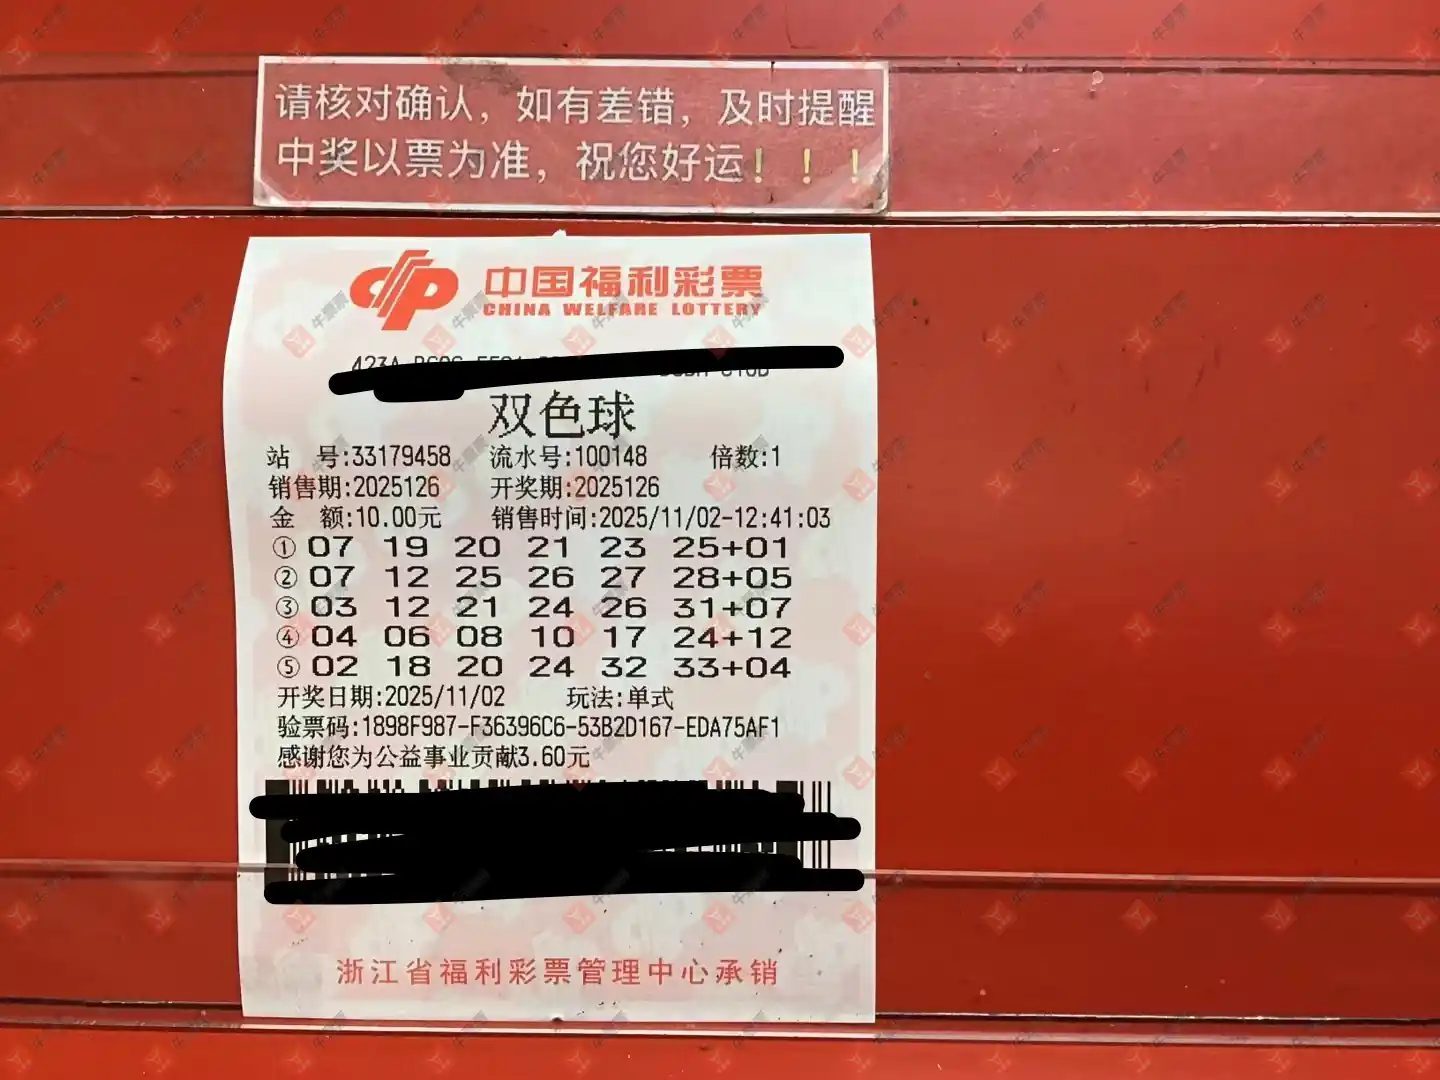 请核对确认，如有差错，及时提醒
中奖以票为准，祝您好运！！！
中国福利彩票
CHINA WELFARE LOTTERY
双色球
站 号:33179458 流水号:100148 倍数:1
销售期:2025126 开奖期:2025126
金 额:10.00元 销售时间:2025/11/02-12:41:03
① 07 19 20 21 23 25+01
② 07 12 25 26 27 28+05
③ 03 12 21 24 26 31+07
④ 04 06 08 10 17 24+12
⑤ 02 18 20 24 32 33+04
开奖日期:2025/11/02 玩法:单式
验票码:1898F987-F36396C6-53B2D167-EDA75AF1
感谢您为公益事业贡献3.60元
浙江省福利彩票管理中心承销